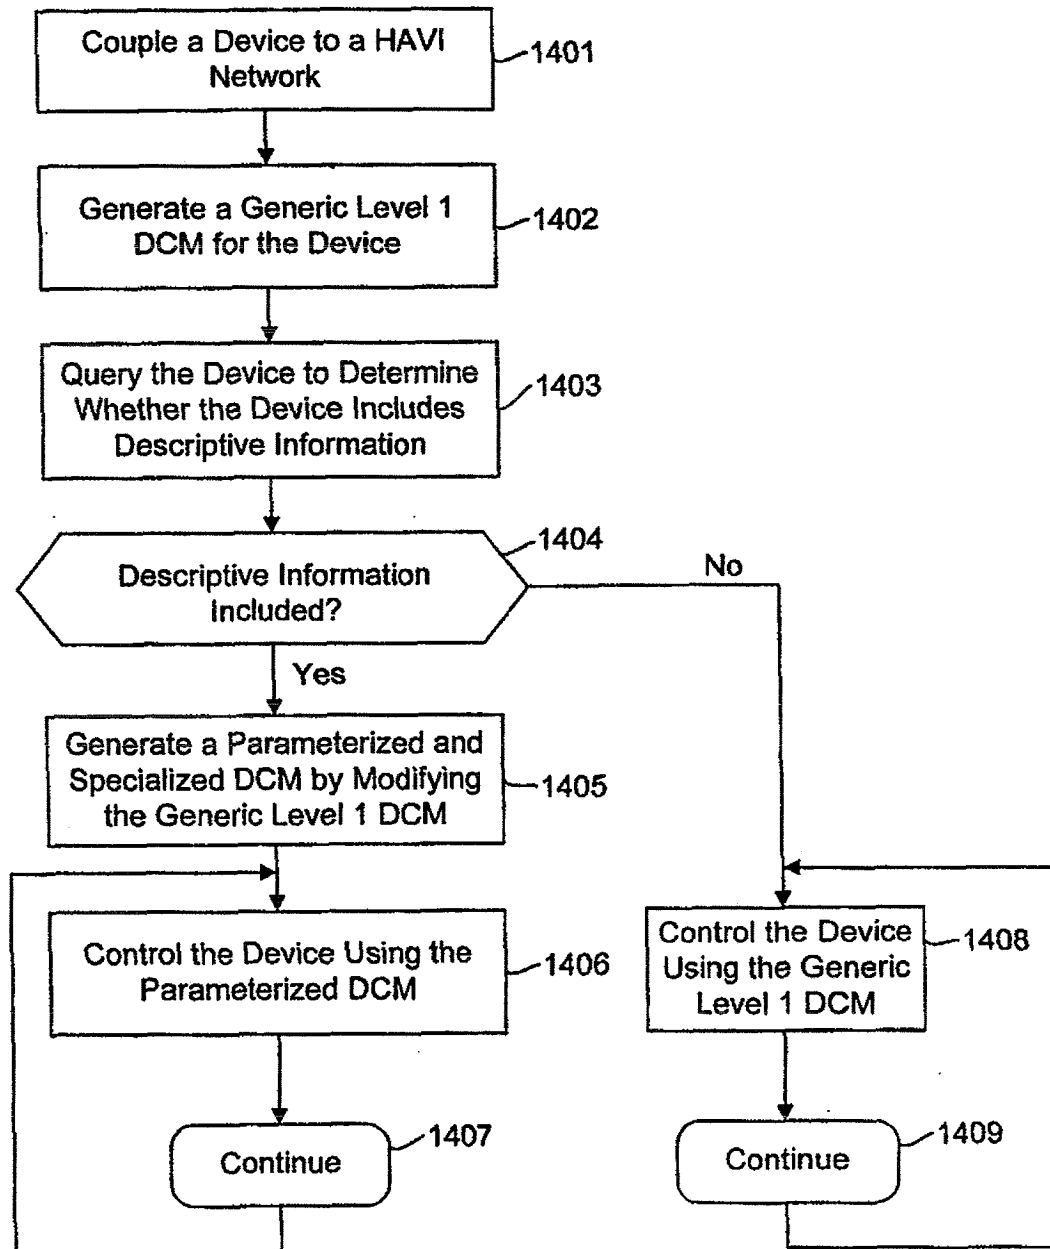 Couple a Device to a HAVI
Network
1401
Generate a Generic Level 1
DCM for the Device
1402
Query the Device to Determine
Whether the Device Includes
Descriptive Information
1403
Descriptive Information
Included?
1404
No
Yes
Generate a Parameterized and
Specialized DCM by Modifying
the Generic Level 1 DCM
1405
Control the Device Using the
Parameterized DCM
1406
Control the Device
Using the Generic
Level 1 DCM
1408
Continue
1407
Continue
1409